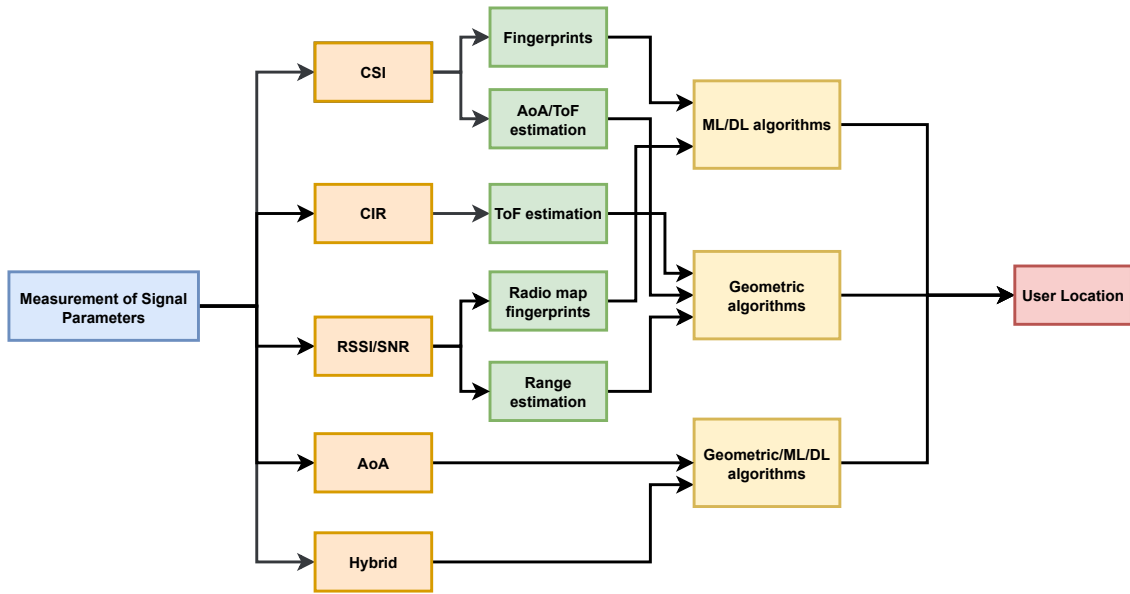 Measurement of Signal
Parameters
CSI
CIR
RSSI/SNR
AoA
Hybrid
Fingerprints
AoA/ToF
estimation
ToF estimation
Radio map
fingerprints
Range
estimation
ML/DL algorithms
Geometric
algorithms
Geometric/ML/DL
algorithms
User Location